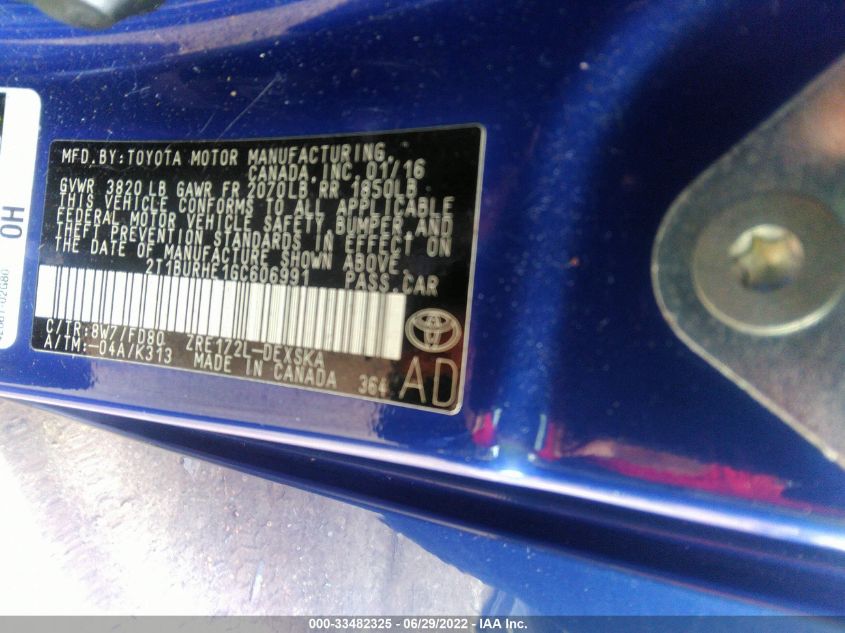 MFD. BY: TOYOTA MOTOR MANUFACTURING,
CANADA, INC. 01/16
GVWR 3820 LB GAWR FR 2070LB RR 1850LB
THIS VEHICLE CONFORMS TO ALL APPLICABLE
FEDERAL MOTOR VEHICLE SAFETY, BUMPER, AND
THEFT PREVENTION STANDARDS IN EFFECT ON
THE DATE OF MANUFACTURE SHOWN ABOVE.
2T1BURHE1GC606991 PASS. CAR
C/TR:8W7/FD80 ZRE172L-DEXSKA
A/TM:-04A/K313 MADE IN CANADA 364
AD
OH
000-33482325 - 06/29/2022 - IAA Inc.